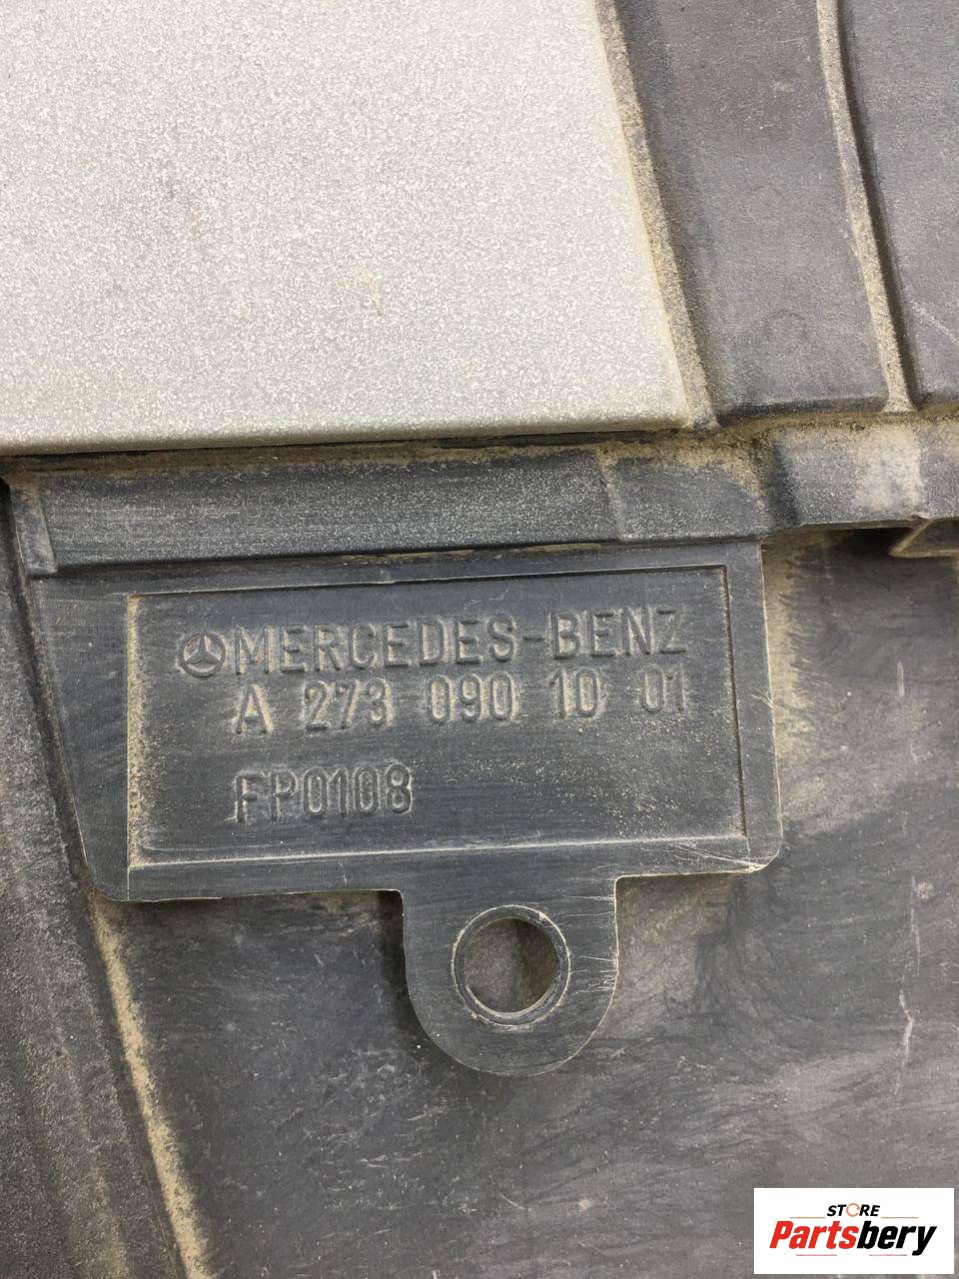 MERCEDES-BENZ
A 273 090 10 01
FP0108
STORE
Partsbery